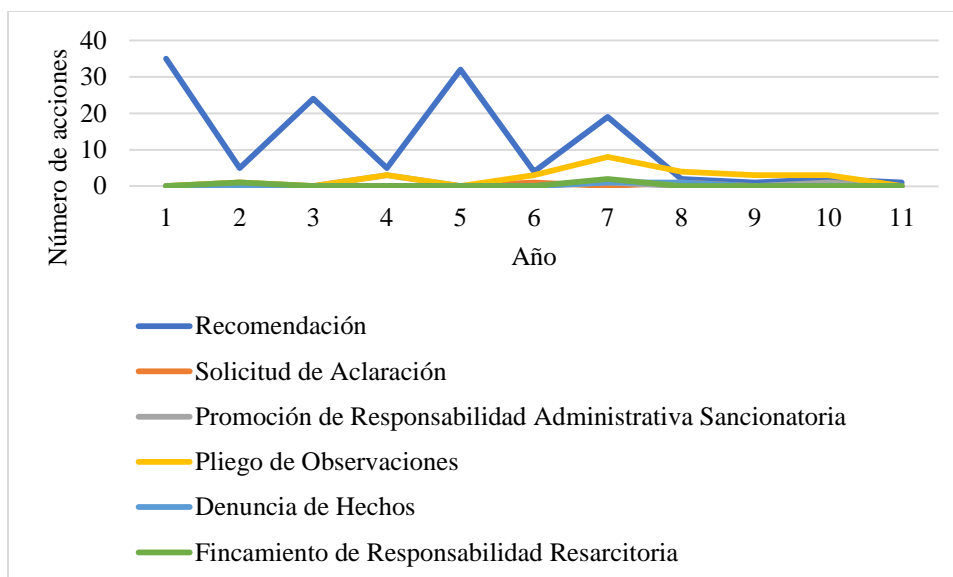 40
30
20
10
0
Número de acciones
1 2 3 4 5 6 7 8 9 10 11
Año
Recomendación
Solicitud de Aclaración
Promoción de Responsabilidad Administrativa Sancionatoria
Pliego de Observaciones
Denuncia de Hechos
Fincamiento de Responsabilidad Resarcitoria